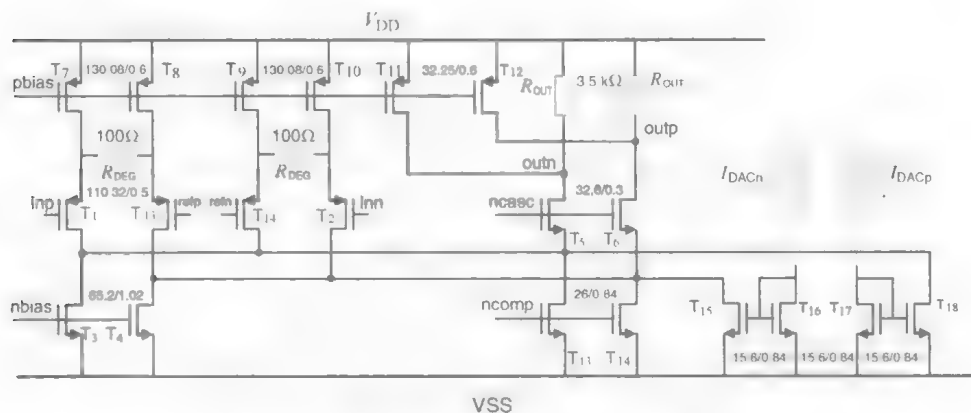 V_DD
T7 130 08/0 6 T8 T9 130 08/0 6 T10 T11 32.25/0.6 T12 R_OUT 3.5 kΩ R_OUT
pbias
100Ω 100Ω outp
R_DEG R_DEG outn I_DACn I_DACp
110 32/0 5 32,6/0.3
inp T1 T13 refp refn T14 T2 inn ncasc T5 T6
nbias 65.2/1.02 ncomp 26/0 84 T15 T16 T17 T18
T3 T4 T13 T14 15 6/0 84 15 6/0 84 15 6/0 84
VSS